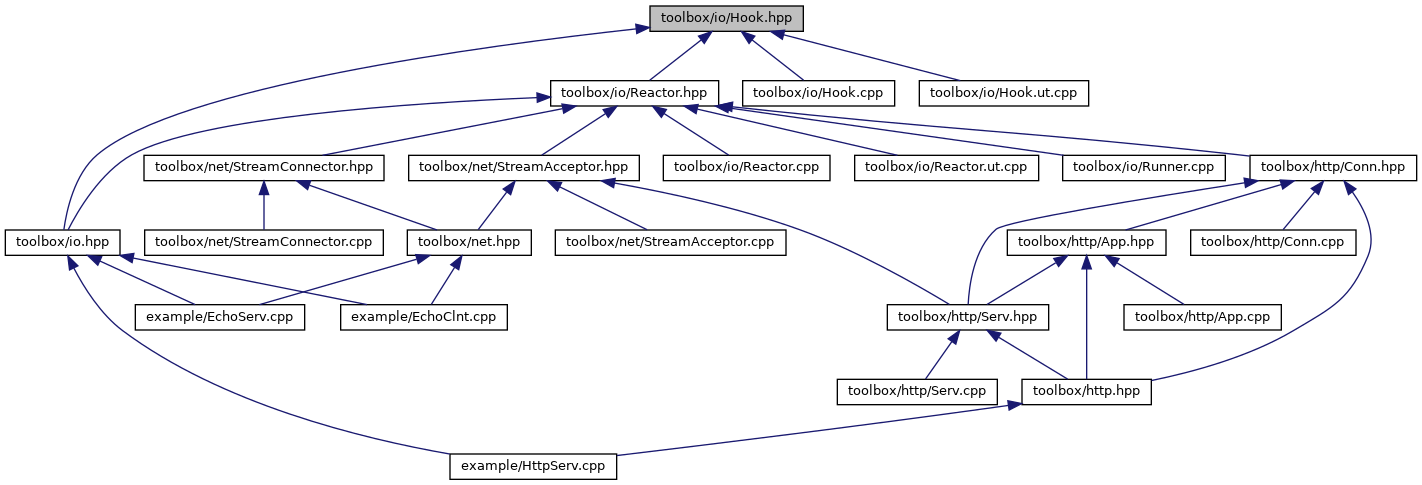 toolbox/io/Hook.hpp
toolbox/io/Reactor.hpp
toolbox/io/Hook.cpp
toolbox/io/Hook.ut.cpp
toolbox/net/StreamConnector.hpp
toolbox/net/StreamAcceptor.hpp
toolbox/io/Reactor.cpp
toolbox/io/Reactor.ut.cpp
toolbox/io/Runner.cpp
toolbox/http/Conn.hpp
toolbox/io.hpp
toolbox/net/StreamConnector.cpp
toolbox/net.hpp
toolbox/net/StreamAcceptor.cpp
toolbox/http/App.hpp
toolbox/http/Conn.cpp
example/EchoServ.cpp
example/EchoClnt.cpp
toolbox/http/Serv.hpp
toolbox/http/App.cpp
toolbox/http/Serv.cpp
toolbox/http.hpp
example/HttpServ.cpp